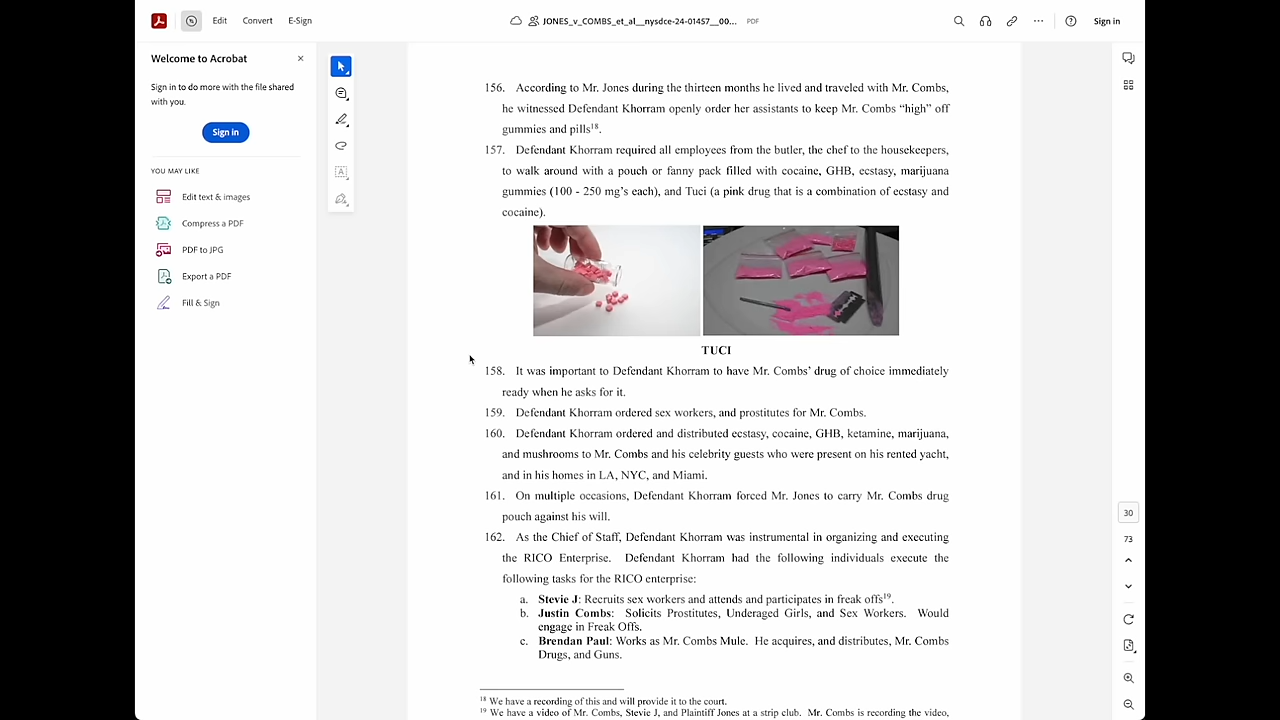 Edit
Convert
E-Sign
JONES_v_COMBS_et_al__nysdce-24-01457__00...
PDF
Sign in
Welcome to Acrobat
Sign in to do more with the file shared
with you.
Sign in
YOU MAY LIKE
Edit text & images
Compress a PDF
PDF to JPG
Export a PDF
Fill & Sign
156. According to Mr. Jones during the thirteen months he lived and traveled with Mr. Combs,
he witnessed Defendant Khorram openly order her assistants to keep Mr. Combs “high” off
gummies and pills18.
157. Defendant Khorram required all employees from the butler, the chef to the housekeepers,
to walk around with a pouch or fanny pack filled with cocaine, GHB, ecstasy, marijuana
gummies (100 - 250 mg’s each), and Tuci (a pink drug that is a combination of ecstasy and
cocaine).
TUCI
158. It was important to Defendant Khorram to have Mr. Combs’ drug of choice immediately
ready when he asks for it.
159. Defendant Khorram ordered sex workers, and prostitutes for Mr. Combs.
160. Defendant Khorram ordered and distributed ecstasy, cocaine, GHB, ketamine, marijuana,
and mushrooms to Mr. Combs and his celebrity guests who were present on his rented yacht,
and in his homes in LA, NYC, and Miami.
161. On multiple occasions, Defendant Khorram forced Mr. Jones to carry Mr. Combs drug
pouch against his will.
162. As the Chief of Staff, Defendant Khorram was instrumental in organizing and executing
the RICO Enterprise. Defendant Khorram had the following individuals execute the
following tasks for the RICO enterprise:
a. Stevie J: Recruits sex workers and attends and participates in freak offs19.
b. Justin Combs: Solicits Prostitutes, Underaged Girls, and Sex Workers. Would
engage in Freak Offs.
c. Brendan Paul: Works as Mr. Combs Mule. He acquires, and distributes, Mr. Combs
Drugs, and Guns.
18 We have a recording of this and will provide it to the court.
19 We have a video of Mr. Combs, Stevie J, and Plaintiff Jones at a strip club. Mr. Combs is recording the video,
30
73